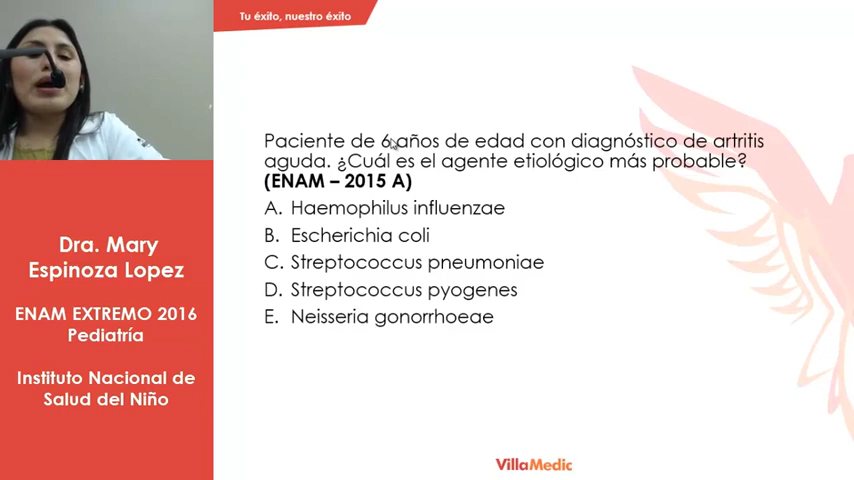 Tu éxito, nuestro éxito
Paciente de 6 años de edad con diagnóstico de artritis
aguda. ¿Cuál es el agente etiológico más probable?
(ENAM – 2015 A)
A. Haemophilus influenzae
B. Escherichia coli
C. Streptococcus pneumoniae
D. Streptococcus pyogenes
E. Neisseria gonorrhoeae
Dra. Mary
Espinoza Lopez
ENAM EXTREMO 2016
Pediatría
Instituto Nacional de
Salud del Niño
VillaMedic